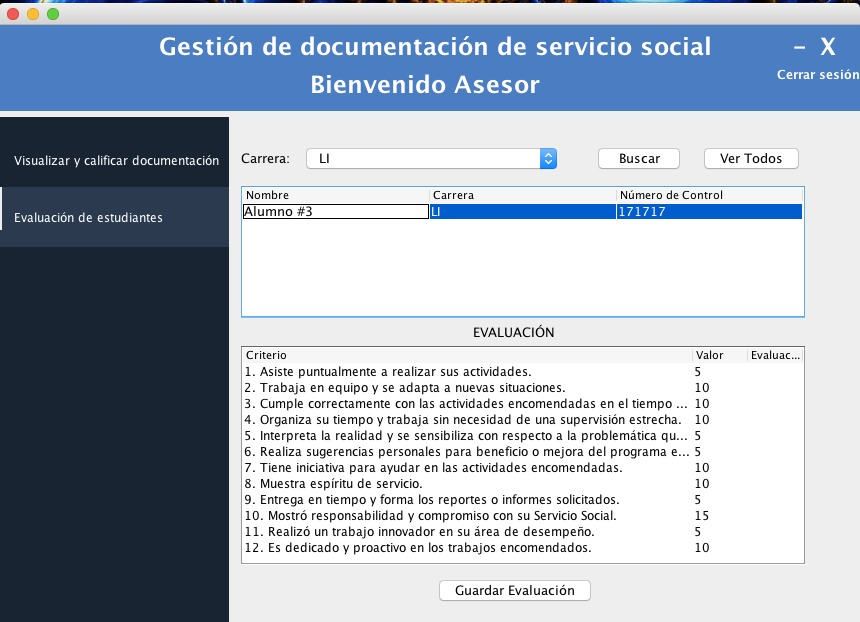 Gestión de documentación de servicio social
– X
Bienvenido Asesor
Cerrar sesión
Visualizar y calificar documentación
Evaluación de estudiantes
Carrera: LI Buscar Ver Todos
Nombre Carrera Número de Control
Alumno #3 LI 171717
EVALUACIÓN
Criterio Valor Evaluac...
1. Asiste puntualmente a realizar sus actividades. 5
2. Trabaja en equipo y se adapta a nuevas situaciones. 10
3. Cumple correctamente con las actividades encomendadas en el tiempo ... 10
4. Organiza su tiempo y trabaja sin necesidad de una supervisión estrecha. 10
5. Interpreta la realidad y se sensibiliza con respecto a la problemática qu... 5
6. Realiza sugerencias personales para beneficio o mejora del programa e... 5
7. Tiene iniciativa para ayudar en las actividades encomendadas. 10
8. Muestra espíritu de servicio. 10
9. Entrega en tiempo y forma los reportes o informes solicitados. 5
10. Mostró responsabilidad y compromiso con su Servicio Social. 15
11. Realizó un trabajo innovador en su área de desempeño. 5
12. Es dedicado y proactivo en los trabajos encomendados. 10
Guardar Evaluación